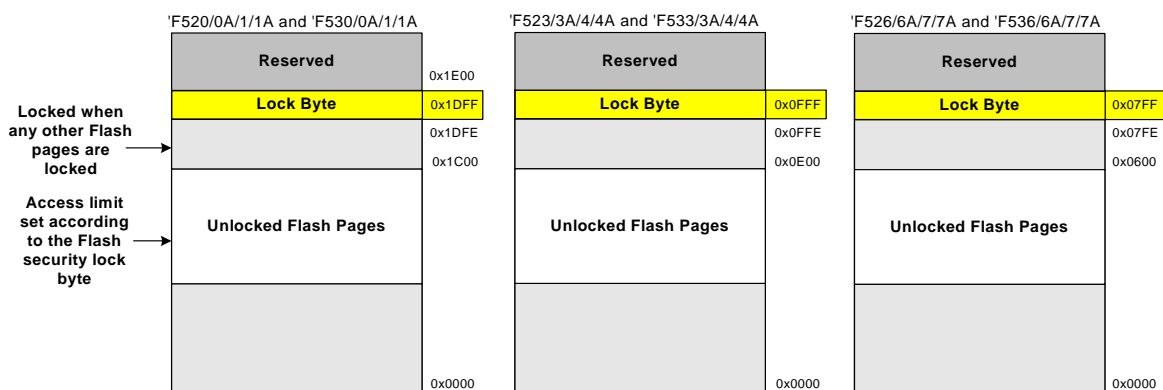 'F520/0A/1/1A and 'F530/0A/1/1A
Reserved
0x1E00
Lock Byte
0x1DFF
0x1DFE
0x1C00
Unlocked Flash Pages
0x0000
Locked when
any other Flash
pages are
locked
Access limit
set according
to the Flash
security lock
byte
'F523/3A/4/4A and 'F533/3A/4/4A
Reserved
Lock Byte
0x0FFF
0x0FFE
0x0E00
Unlocked Flash Pages
0x0000
'F526/6A/7/7A and 'F536/6A/7/7A
Reserved
Lock Byte
0x07FF
0x07FE
0x0600
Unlocked Flash Pages
0x0000